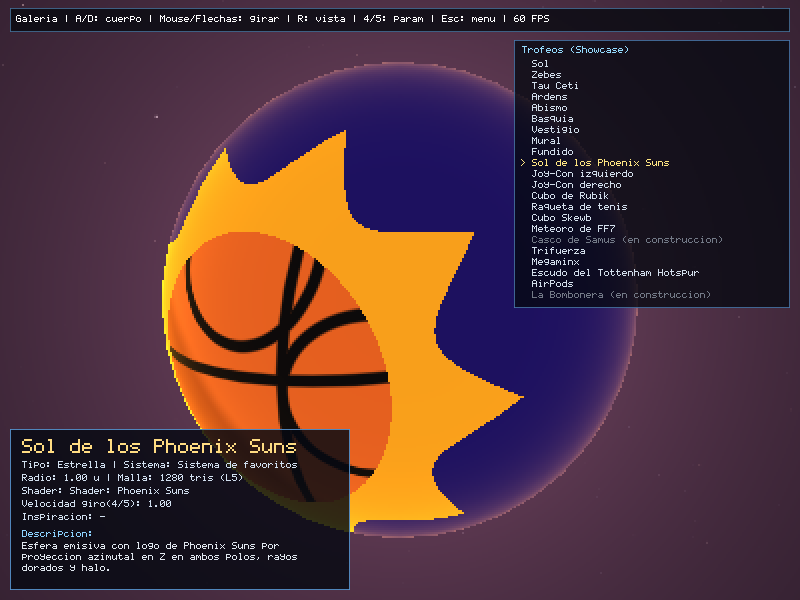 Galeria | A/D: cuerpo | Mouse/Flechas: girar | R: vista | 4/5: param | Esc: menu | 60 FPS
Trofeos (Showcase)
Sol
Zebes
Tau Ceti
Ardens
Abismo
Basquia
Vestigio
Mural
Fundido
> Sol de los Phoenix Suns
Joy-Con izquierdo
Joy-Con derecho
Cubo de Rubik
Raqueta de tenis
Cubo Skewb
Meteoro de FF7
Casco de Samus (en construccion)
Trifuerza
Megaminx
Escudo del Tottenham Hotspur
AirPods
La Bombonera (en construccion)
Sol de los Phoenix Suns
Tipo: Estrella | Sistema: Sistema de favoritos
Radio: 1.00 u | Malla: 1280 tris (L5)
Shader: Shader: Phoenix Suns
Velocidad giro(4/5): 1.00
Inspiracion: -
Descripcion:
Esfera emisiva con logo de Phoenix Suns por
proyeccion azimutal en Z en ambos polos, rayos
dorados y halo.